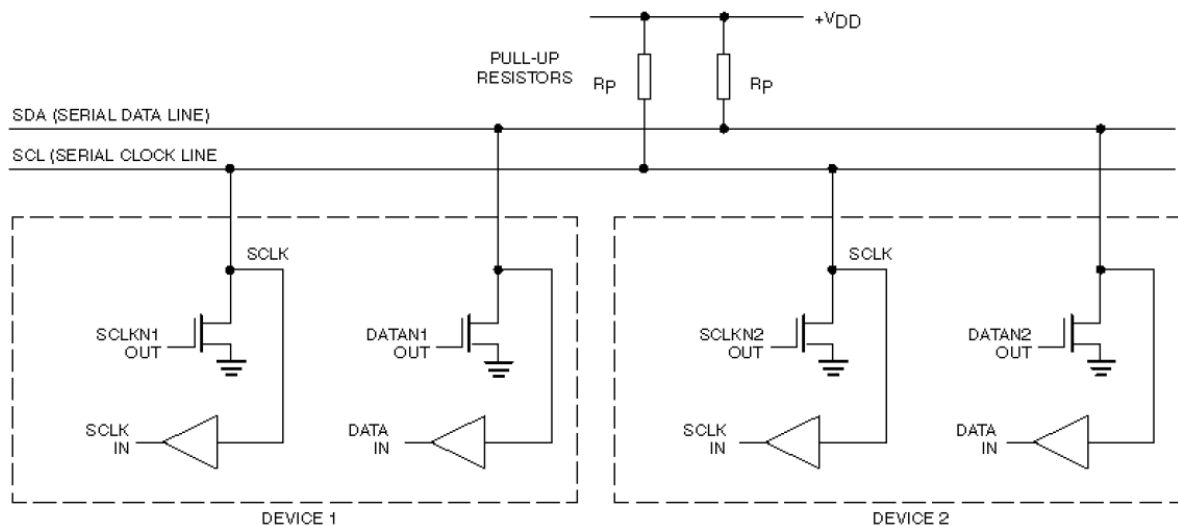 +VDD
PULL-UP
RESISTORS
RP
RP
SDA (SERIAL DATA LINE)
SCL (SERIAL CLOCK LINE
SCLK
SCLK
SCLKN1
OUT
DATAN1
OUT
SCLKN2
OUT
DATAN2
OUT
SCLK
IN
DATA
IN
SCLK
IN
DATA
IN
DEVICE 1
DEVICE 2